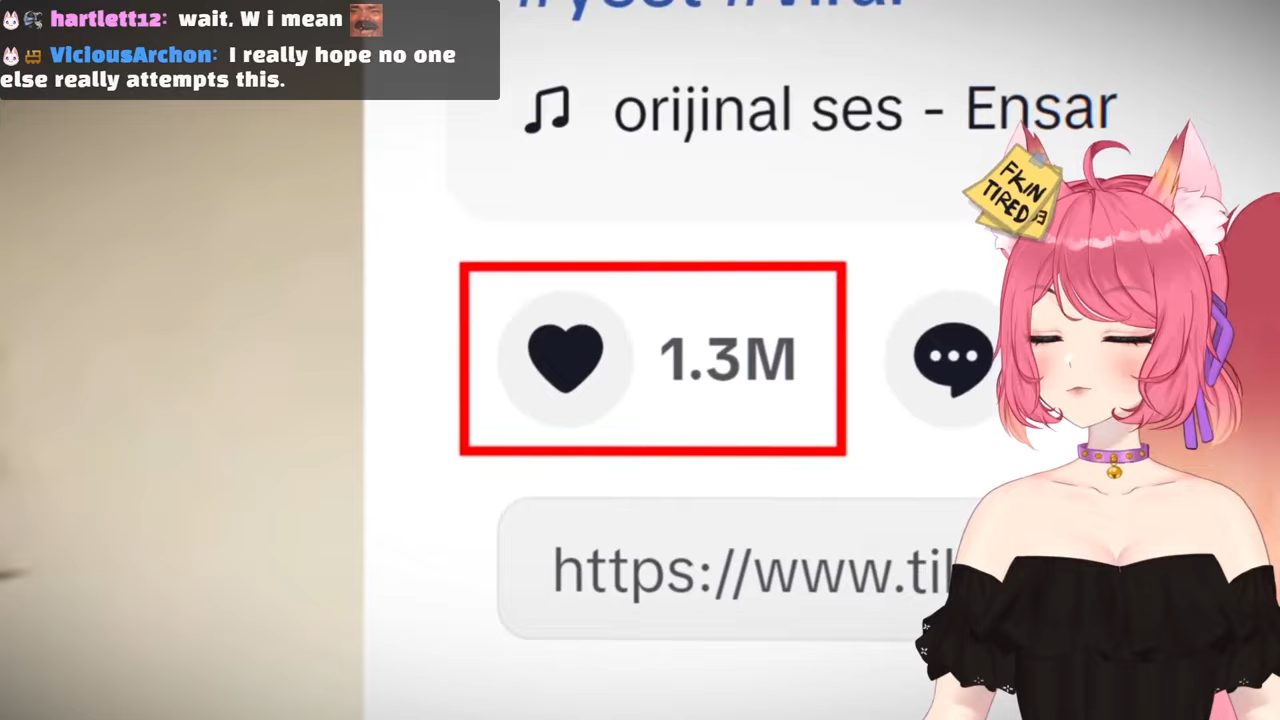 hartlett12: wait, W i mean
ViciousArchon: I really hope no one
else really attempts this.
orijinal ses - Ensar
FKIN
TIRED
1.3M
https://www.